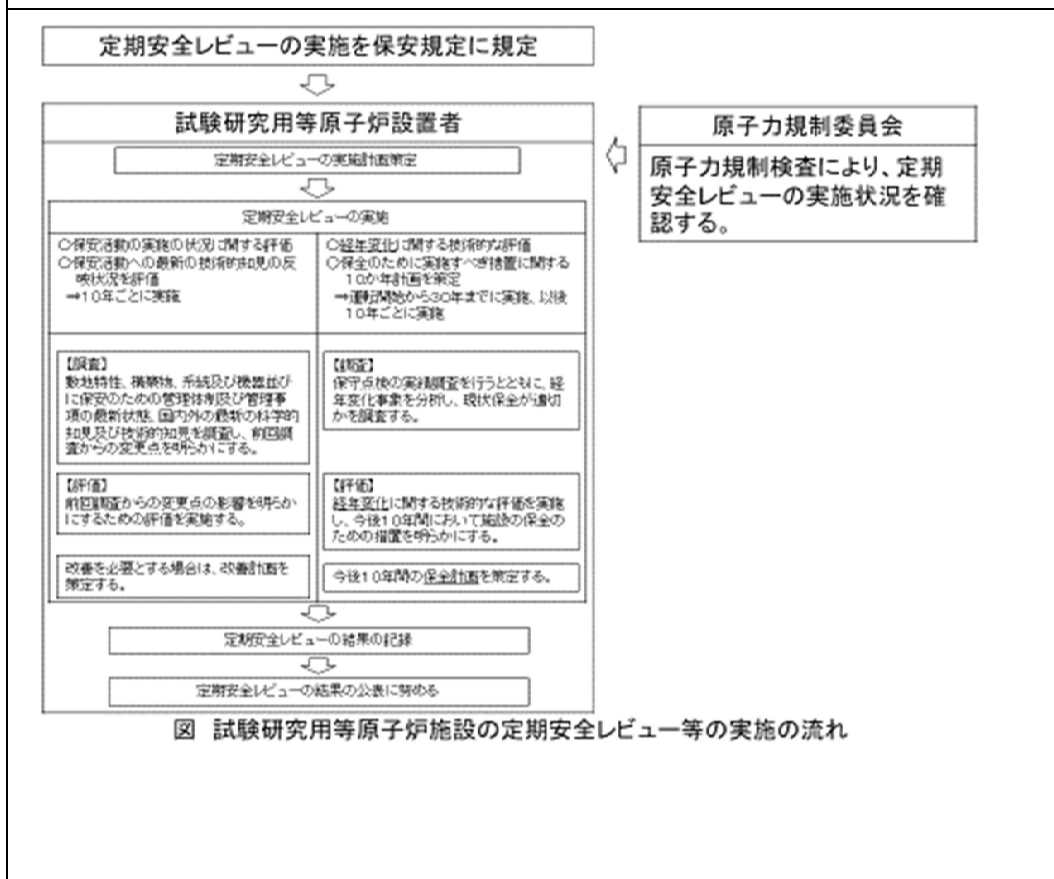 定期安全レビューの実施を保安規定に規定
試験研究用等原子炉設置者
定期安全レビューの実施計画策定
定期安全レビューの実施
○保安活動の実施の状況に関する評価
○保安活動への最新の技術的知見の反
映状況を評価
→10年ごとに実施
○経年変化に関する技術的な評価
○保全のために実施すべき措置に関する
10か年計画を策定
→運転開始から30年までに実施、以後
10年ごとに実施
【調査】
敷地特性、構築物、系統及び機器並び
に保安のための管理体制及び管理事
項の最新状態、国内外の最新の科学的
知見及び技術的知見を調査し、前回調
査からの変更点を明らかにする。
【調査】
保守点検の実績調査を行うとともに、経
年変化事象を分析し、現状保全が適切
かを調査する。
【評価】
前回調査からの変更点の影響を明らか
にするための評価を実施する。
【評価】
経年変化に関する技術的な評価を実施
し、今後10年間において施設の保全の
ための措置を明らかにする。
改善を必要とする場合は、改善計画を
策定する。
今後10年間の保全計画を策定する。
定期安全レビューの結果の記録
定期安全レビューの結果の公表に努める
原子力規制委員会
原子力規制検査により、定期
安全レビューの実施状況を確
認する。
図 試験研究用等原子炉施設の定期安全レビュー等の実施の流れ